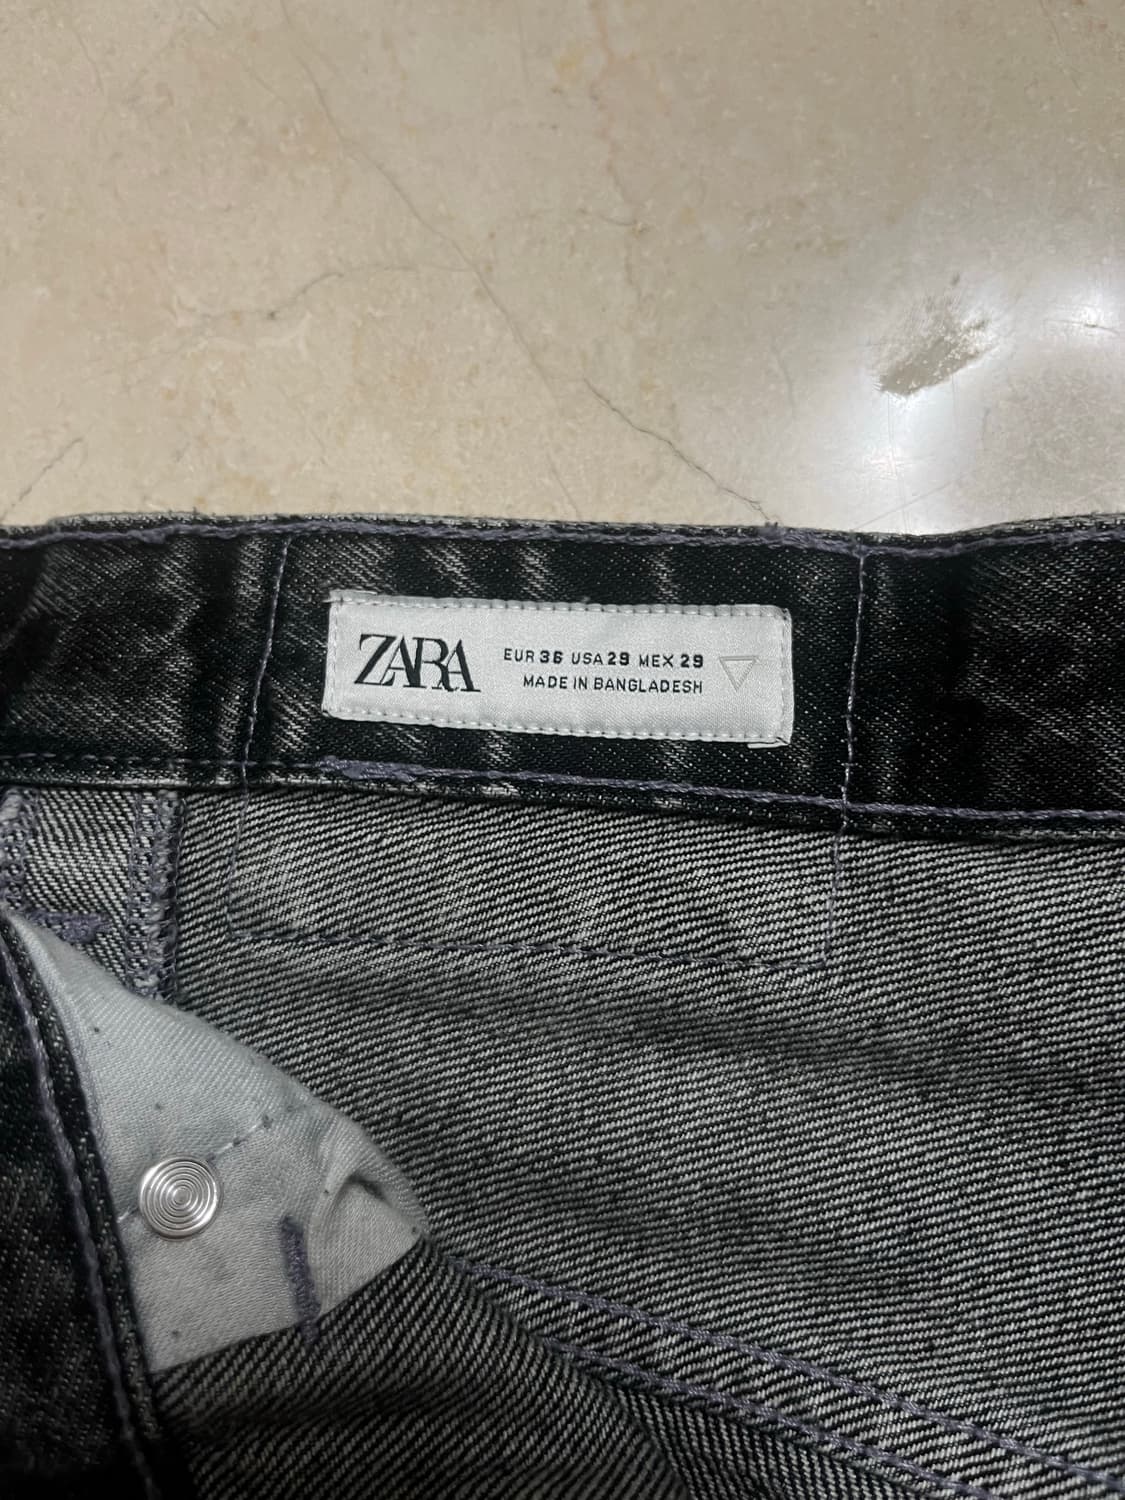 ZARA
EUR 36 USA 29 MEX 29
MADE IN BANGLADESH